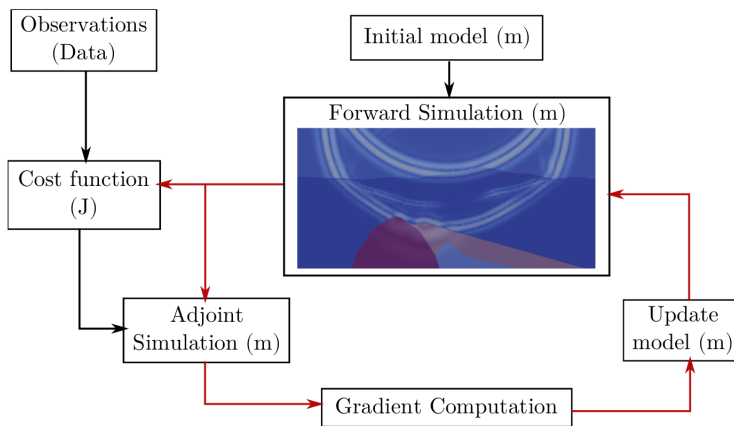 Observations
(Data)
Initial model (m)
Forward Simulation (m)
Cost function
(J)
Adjoint
Simulation (m)
Update
model (m)
Gradient Computation